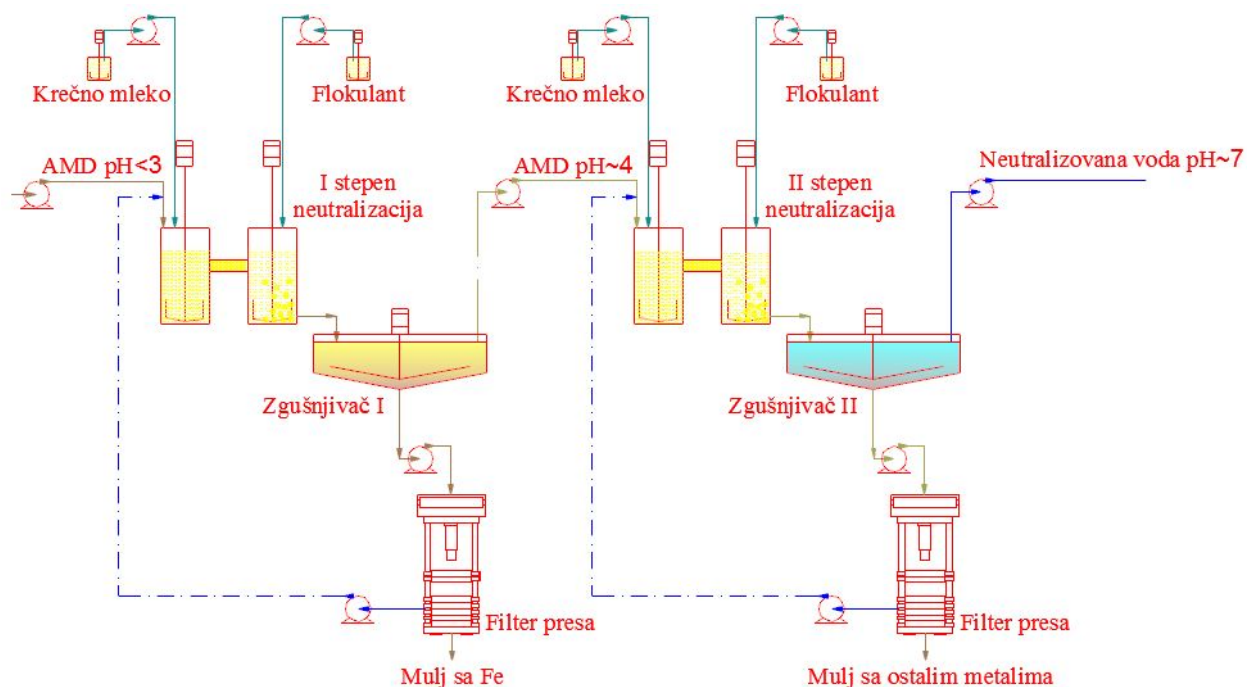 Krečno mleko
Flokulant
Krečno mleko
Flokulant
AMD pH<3
I stepen
neutralizacija
AMD pH~4
II stepen
neutralizacija
Neutralizovana voda pH~7
Zgušnjivač I
Zgušnjivač II
Filter presa
Filter presa
Mulj sa Fe
Mulj sa ostalim metalima